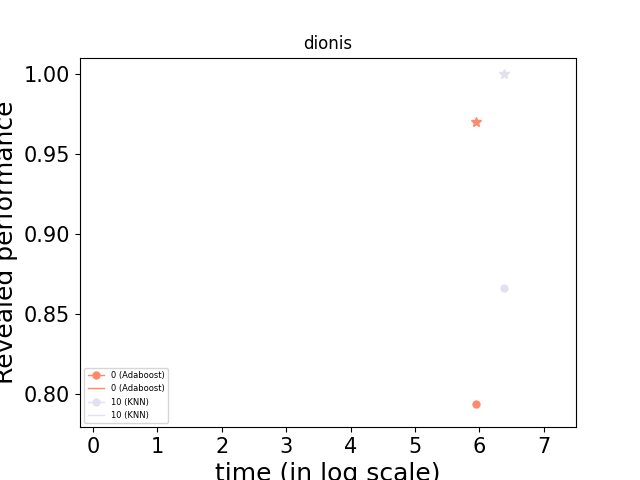 dionis
Revealed performance
1.00
0.95
0.90
0.85
0.80
0 (Adaboost)
0 (Adaboost)
10 (KNN)
10 (KNN)
0 1 2 3 4 5 6 7
time (in log scale)